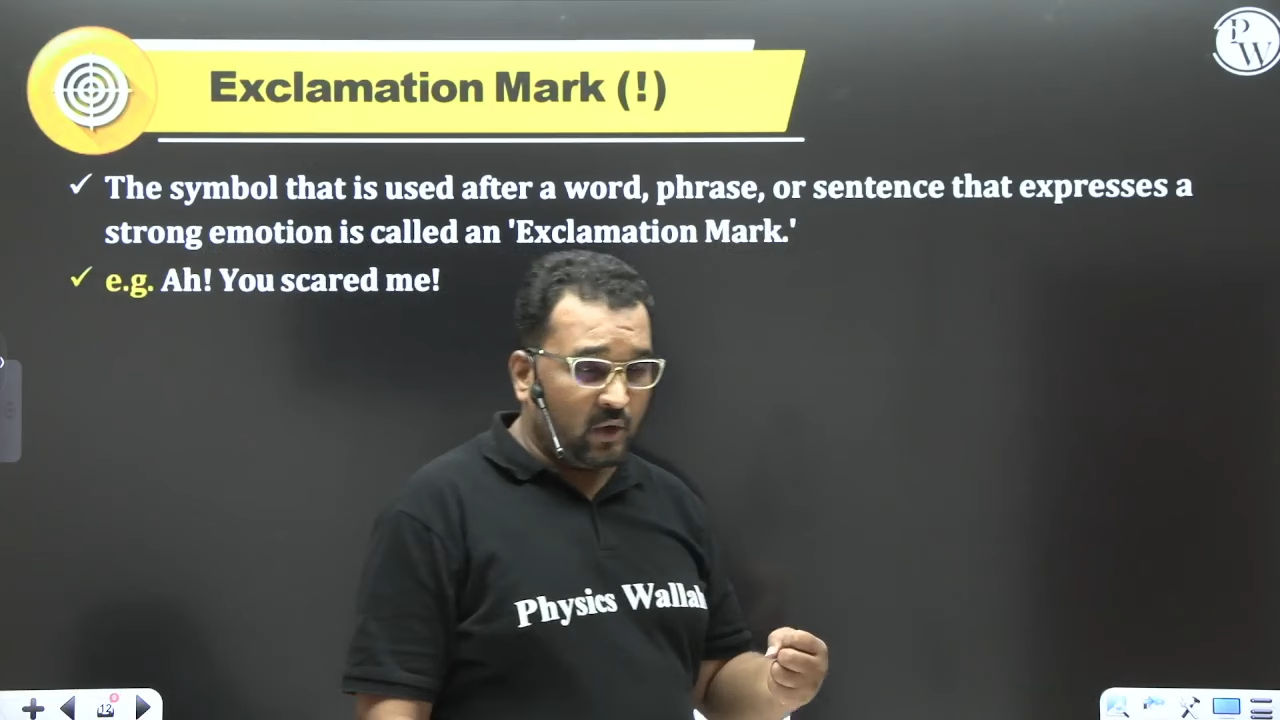 Exclamation Mark (!)
PW
✓ The symbol that is used after a word, phrase, or sentence that expresses a
strong emotion is called an 'Exclamation Mark.'
✓ e.g. Ah! You scared me!
Physics Wallah
12